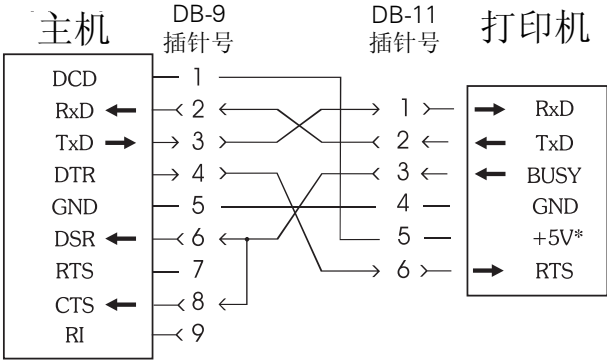 主机
DB-9
插针号
DB-11
插针号
打印机
DCD 1
RxD 2 1 RxD
TxD 3 2 TxD
DTR 4 3 BUSY
GND 5 4 GND
DSR 6 5 +5V*
RTS 7 6 RTS
CTS 8
RI 9